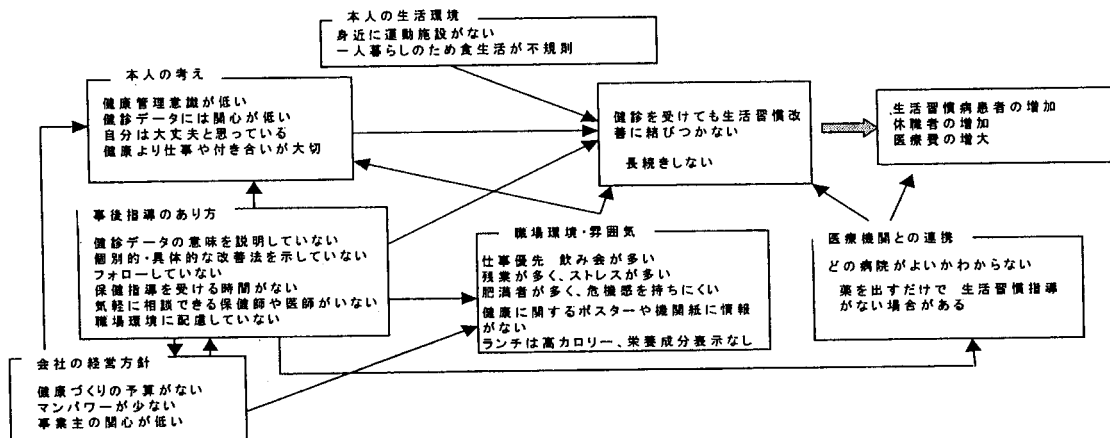 本人の生活環境
身近に運動施設がない
一人暮らしのため食生活が不規則
本人の考え
健康管理意識が低い
健診データには関心が低い
自分は大丈夫と思っている
健康より仕事や付き合いが大切
健診を受けても生活習慣改
善に結びつかない
長続きしない
生活習慣病患者の増加
休職者の増加
医療費の増大
事後指導のあり方
健診データの意味を説明していない
個別的・具体的な改善法を示していない
フォローしていない
保健指導を受ける時間がない
気軽に相談できる保健師や医師がいない
職場環境に配慮していない
職場環境・雰囲気
仕事優先 飲み会が多い
残業が多く、ストレスが多い
肥満者が多く、危機感を持ちにくい
健康に関するポスターや機関紙に情報
がない
ランチは高カロリー、栄養成分表示なし
医療機関との連携
どの病院がよいかわからない
薬を出すだけで 生活習慣指導
がない場合がある
会社の経営方針
健康づくりの予算がない
マンパワーが少ない
事業主の関心が低い